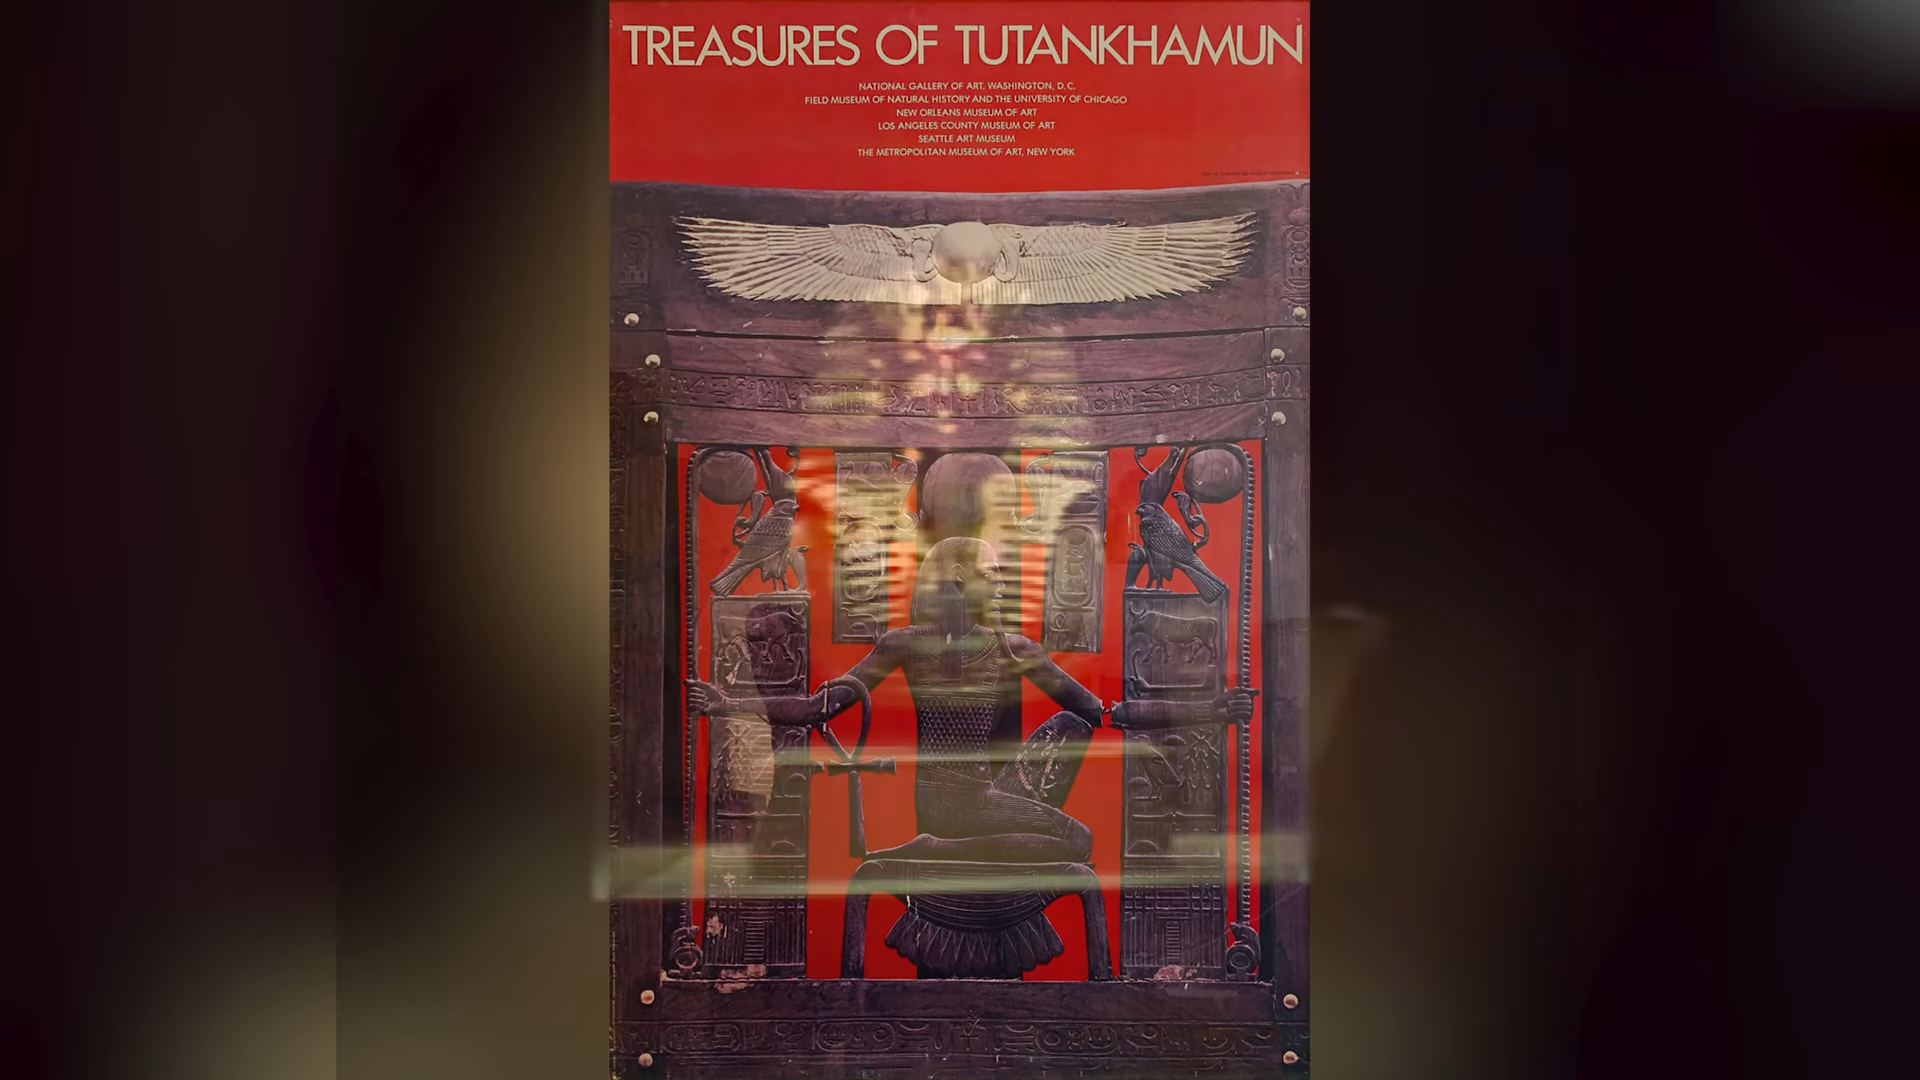 TREASURES OF TUTANKHAMUN
NATIONAL GALLERY OF ART, WASHINGTON, D.C.
FIELD MUSEUM OF NATURAL HISTORY AND THE UNIVERSITY OF CHICAGO
NEW ORLEANS MUSEUM OF ART
LOS ANGELES COUNTY MUSEUM OF ART
SEATTLE ART MUSEUM
THE METROPOLITAN MUSEUM OF ART, NEW YORK